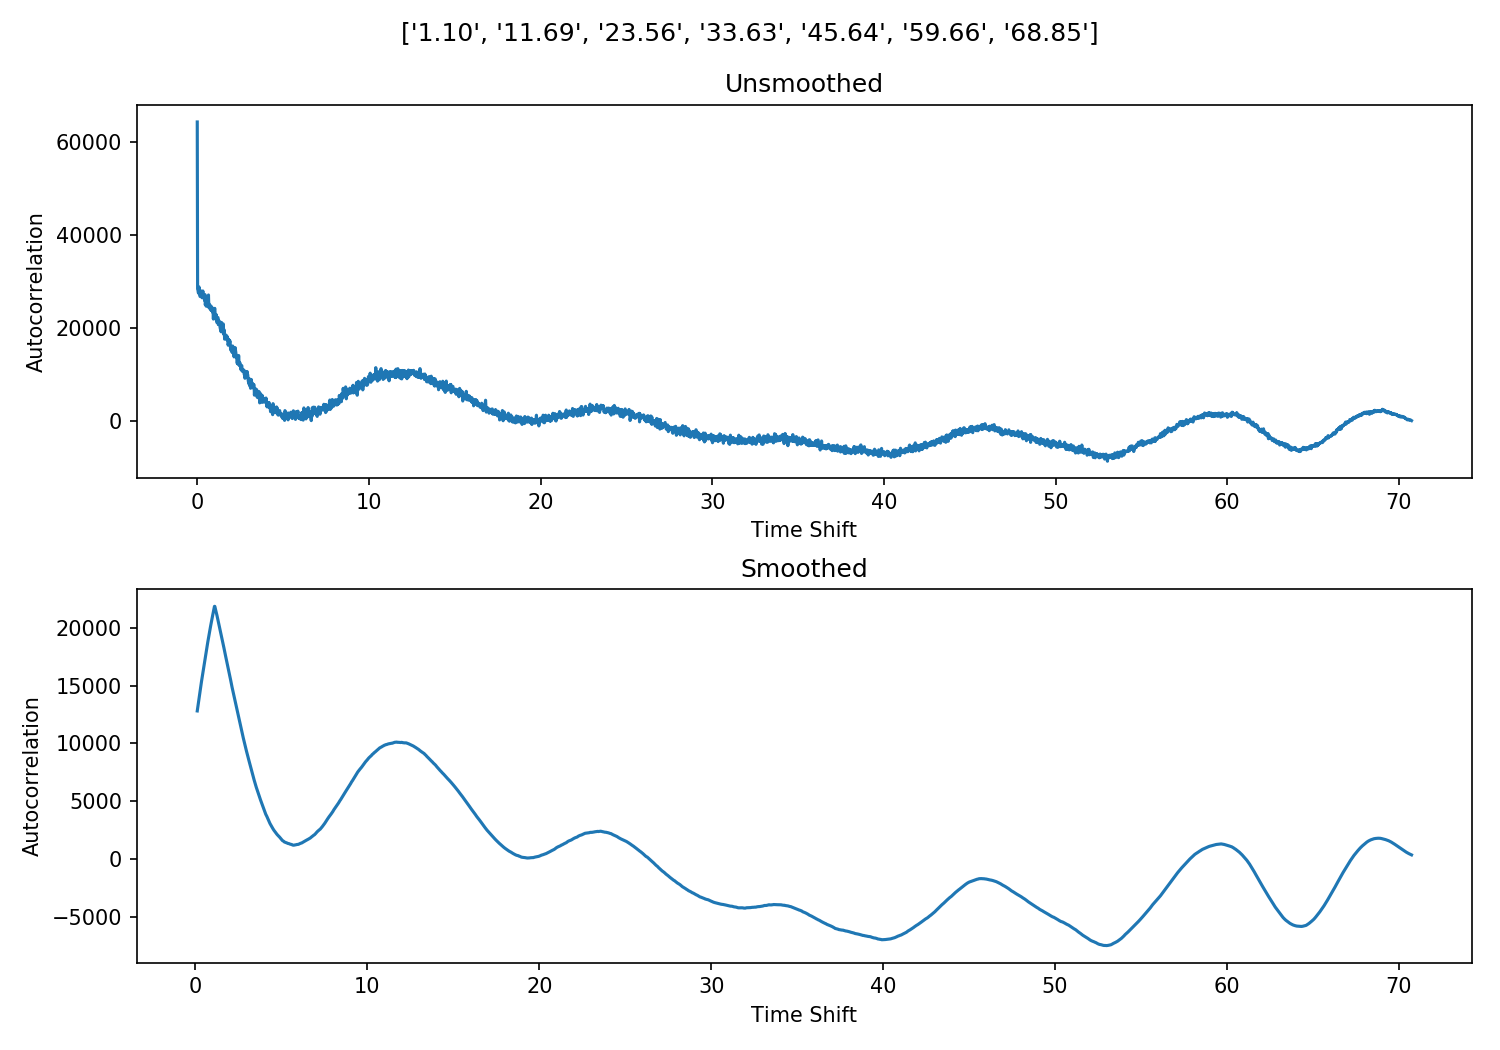 ['1.10', '11.69', '23.56', '33.63', '45.64', '59.66', '68.85']
Unsmoothed
60000
40000
20000
0
Autocorrelation
0 10 20 30 40 50 60 70
Time Shift
Smoothed
20000
15000
10000
5000
0
−5000
Autocorrelation
0 10 20 30 40 50 60 70
Time Shift